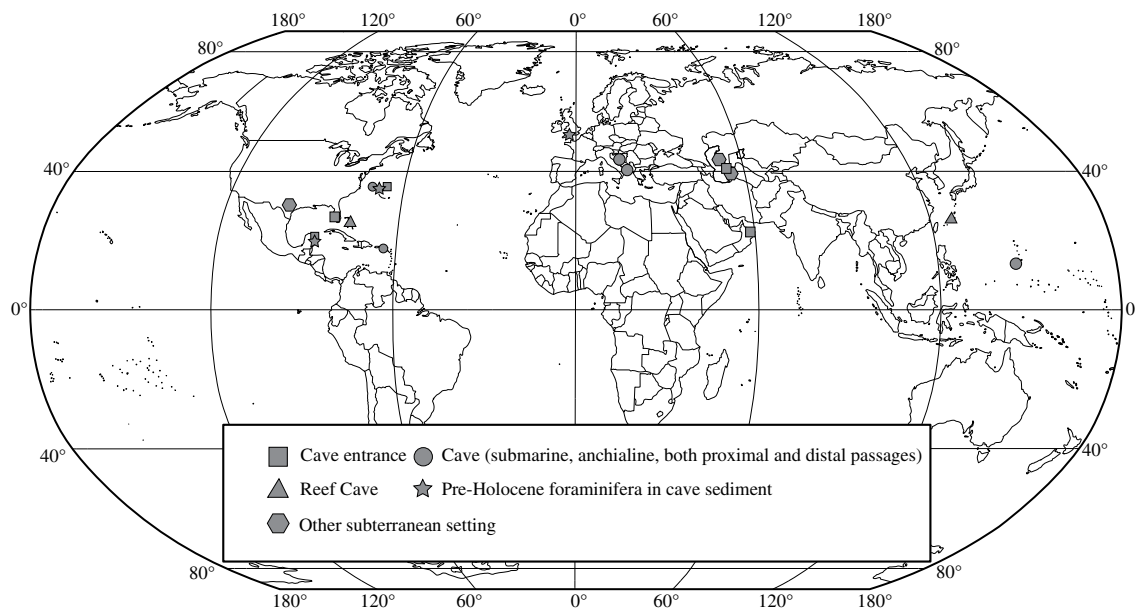 180° 120° 60° 0° 60° 120° 180°
80° 80°
40° 40°
0° 0
40° 40°
Cave entrance Cave (submarine, anchialine, both proximal and distal passages)
Reef Cave Pre-Holocene foraminifera in cave sediment
Other subterranean setting
80° 80°
180° 120° 60° 0° 60° 120° 180°